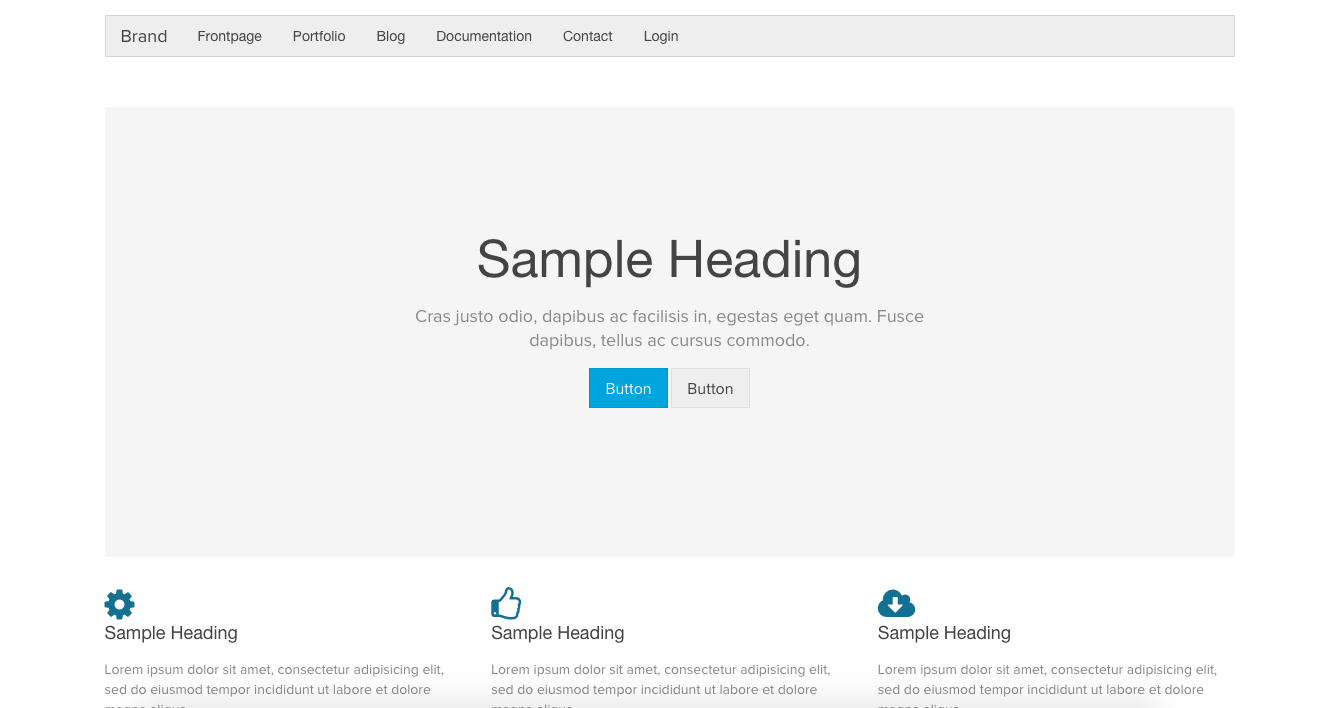 Brand Frontpage Portfolio Blog Documentation Contact Login
Sample Heading
Cras justo odio, dapibus ac facilisis in, egestas eget quam. Fusce
dapibus, tellus ac cursus commodo.
Button Button
Sample Heading
Lorem ipsum dolor sit amet, consectetur adipisicing elit,
sed do eiusmod tempor incididunt ut labore et dolore
Sample Heading
Lorem ipsum dolor sit amet, consectetur adipisicing elit,
sed do eiusmod tempor incididunt ut labore et dolore
Sample Heading
Lorem ipsum dolor sit amet, consectetur adipisicing elit,
sed do eiusmod tempor incididunt ut labore et dolore